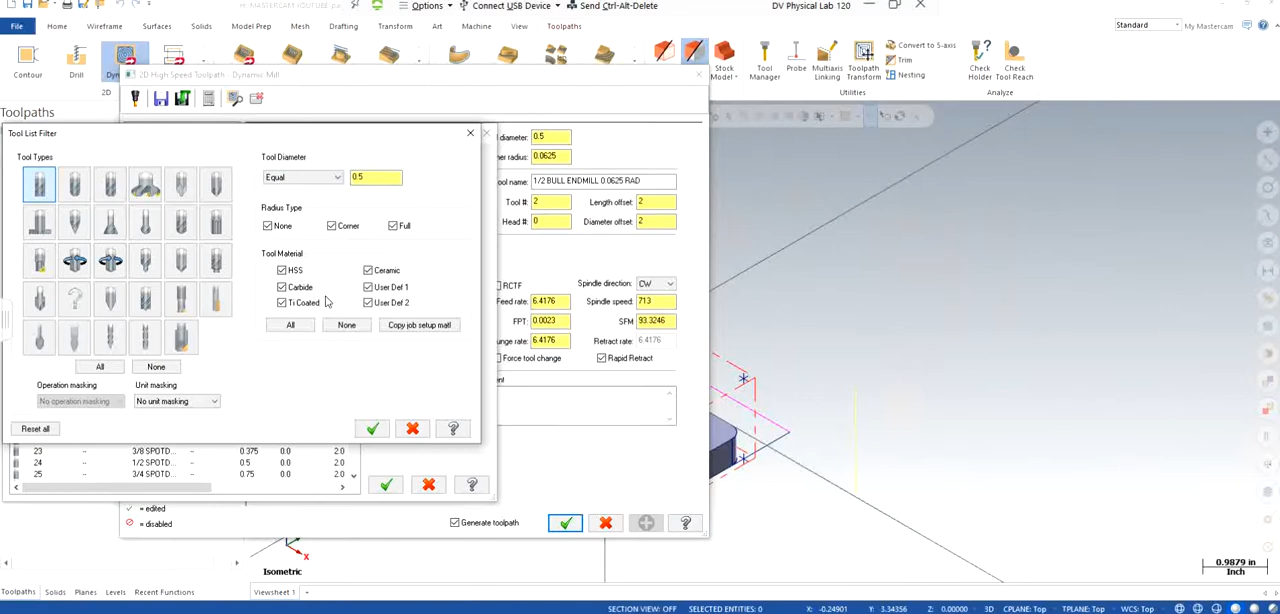 H: MASTERCAM YOUTUBE
Options
Connect USB Device
Send Ctrl-Alt-Delete
DV Physical Lab 120
File
Home
Wireframe
Surfaces
Solids
Model Prep
Mesh
Drafting
Transform
Art
Machine
View
Toolpaths
Standard
My Mastercam
Contour
Drill
2D
Stock
Model
Tool
Manager
Probe
Multiaxis
Linking
Toolpath
Transform
Convert to 5-axis
Trim
Nesting
Utilities
Check
Holder
Check
Tool Reach
Analyze
Toolpaths
2D High Speed Toolpath - Dynamic Mill
Tool List Filter
Tool Types
All
None
Operation masking
No operation masking
Unit masking
No unit masking
Reset all
Tool Diameter
Equal
0.5
Radius Type
None
Corner
Full
Tool Material
HSS
Ceramic
Carbide
User Def 1
Ti Coated
User Def 2
All
None
Copy job setup matl
diameter: 0.5
radius: 0.0625
name: 1/2 BULL ENDMILL 0.0625 RAD
Tool #: 2
Length offset: 2
Head #: 0
Diameter offset: 2
RCTF
Spindle direction: CW
Feed rate: 6.4176
Spindle speed: 713
FPT: 0.0023
SFM 93.3246
rate: 6.4176
Retract rate: 6.4176
Force tool change
Rapid Retract
23 -- 3/8 SPOTD... 0.375 0.0 2.0
24 -- 1/2 SPOTD... 0.5 0.0 2.0
25 -- 3/4 SPOTD... 0.75 0.0 2.0
= edited
= disabled
Generate toolpath
X
Isometric
0.9879 in
Inch
Toolpaths
Solids
Planes
Levels
Recent Functions
Viewsheet 1
+
SECTION VIEW: OFF
SELECTED ENTITIES: 0
X: -0.24901
Y: 3.34356
Z: 0.00000
3D
CPLANE: Top
TPLANE: Top
WCS: Top